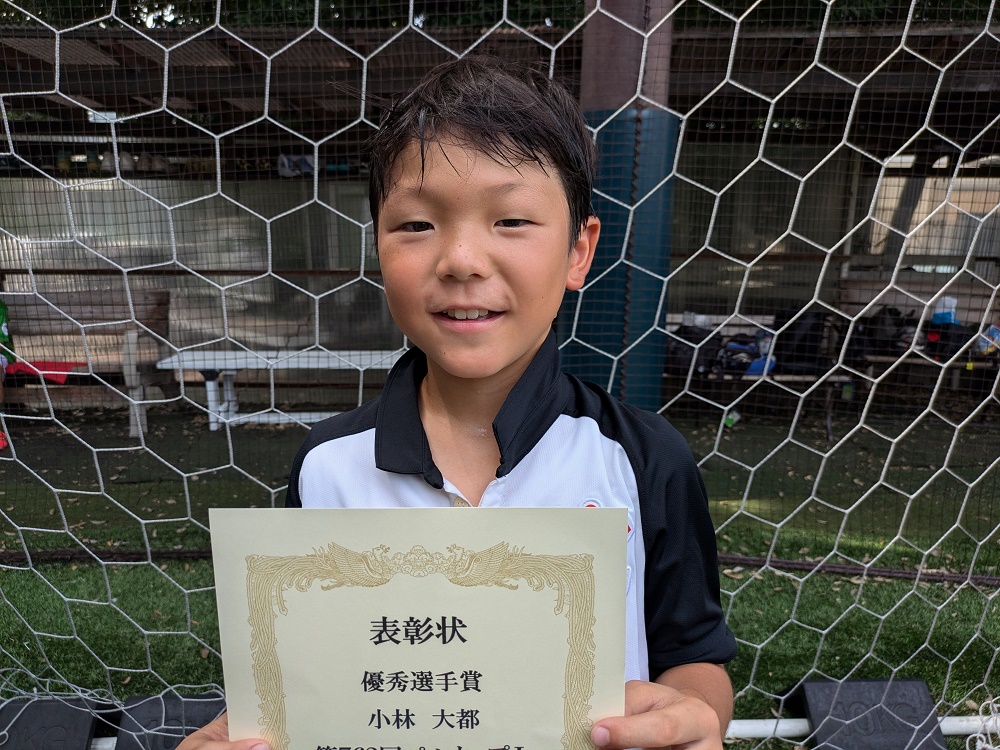 表彰状
優秀選手賞
小林 大都